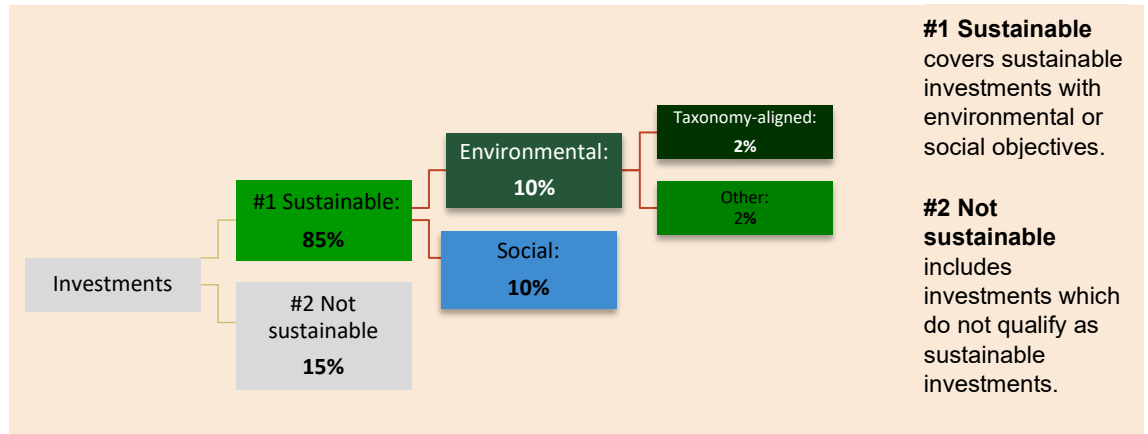 Investments
#1 Sustainable:
85%
#2 Not
sustainable
15%
Environmental:
10%
Social:
10%
Taxonomy-aligned:
2%
Other:
2%
#1 Sustainable
covers sustainable
investments with
environmental or
social objectives.
#2 Not
sustainable
includes
investments which
do not qualify as
sustainable
investments.